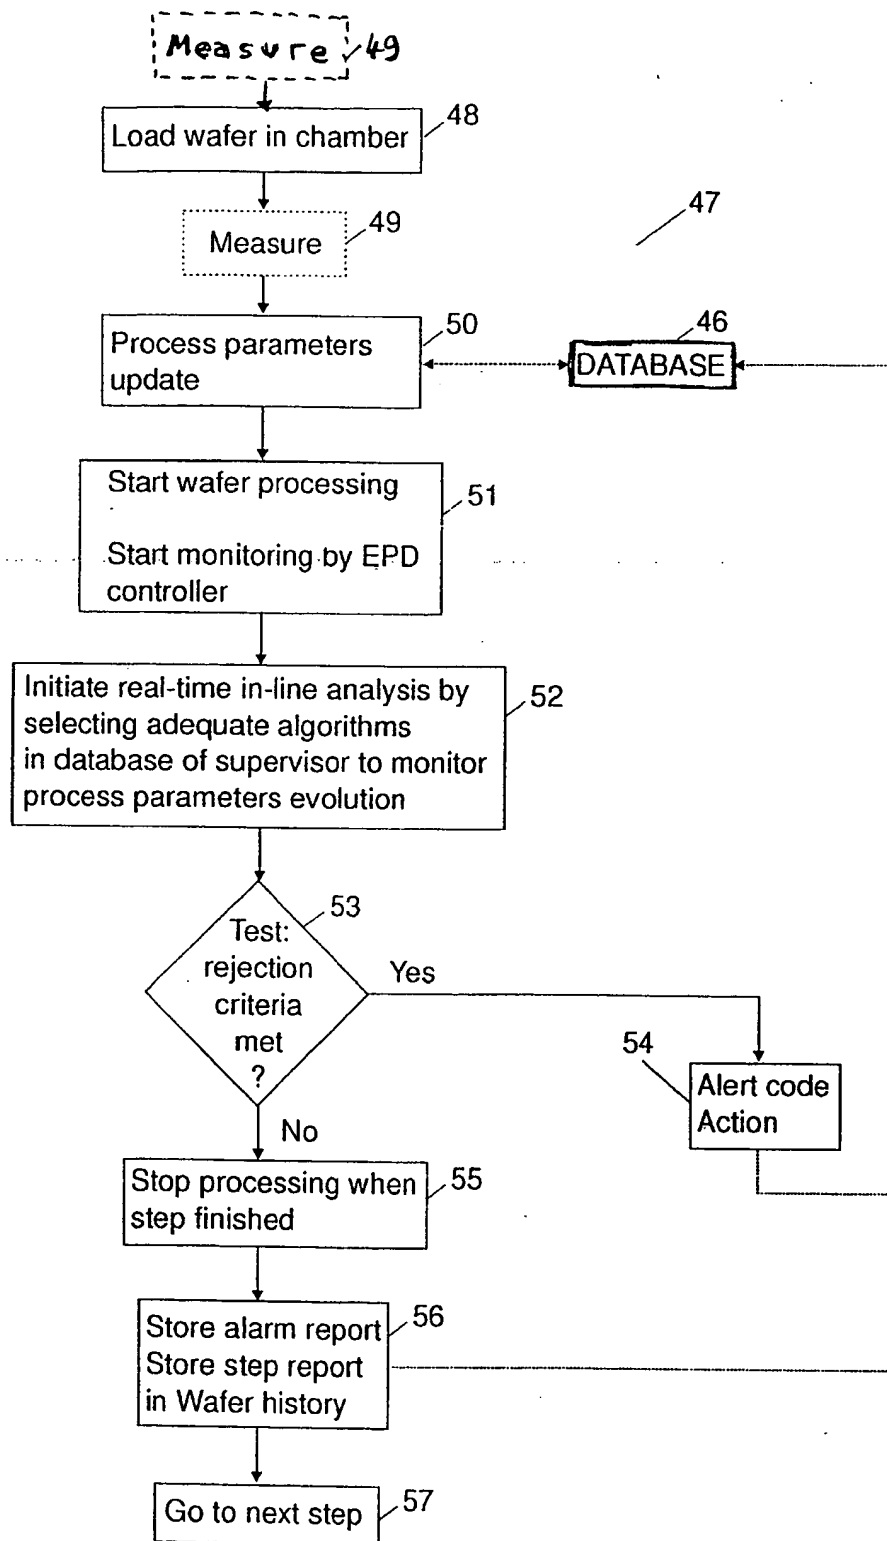 Measure 49
Load wafer in chamber 48
Measure 49
47
Process parameters
update
50
46
DATABASE
Start wafer processing
Start monitoring by EPD
controller
51
Initiate real-time in-line analysis by
selecting adequate algorithms
in database of supervisor to monitor
process parameters evolution
52
53
Test:
rejection
criteria
met
?
Yes
No
54
Alert code
Action
Stop processing when
step finished
55
Store alarm report
Store step report
in Wafer history
56
Go to next step 57